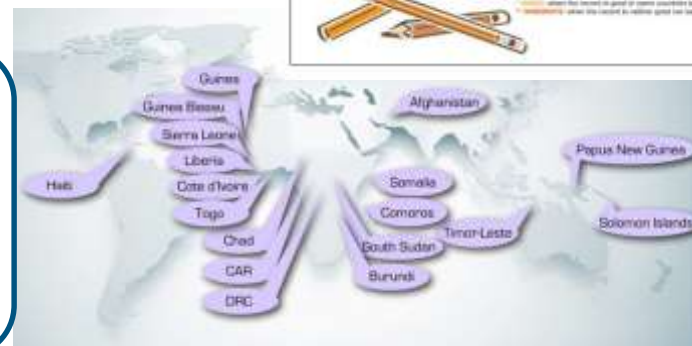 Guinea
Guinea Bissau
Sierra Leone
Liberia
Cote d'Ivoire
Togo
Chad
CAR
DRC
Haiti
Afghanistan
Somalia
Comoros
South Sudan
Burundi
Timor-Leste
Papua New Guinea
Solomon Islands